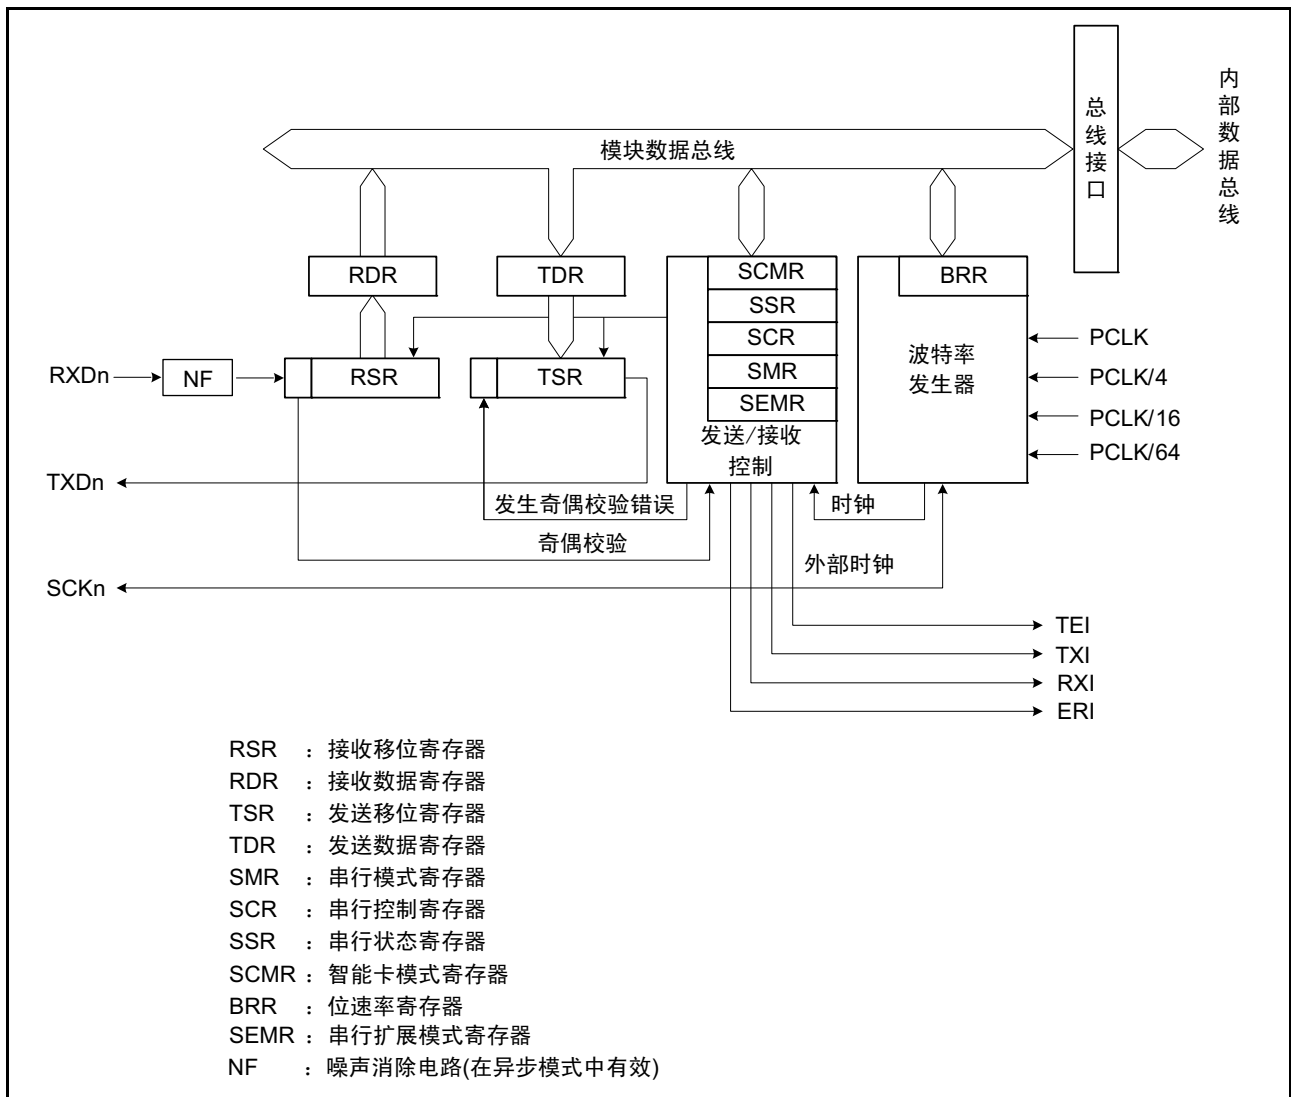 内部数据总线
总线接口
模块数据总线
RDR
TDR
SCMR
BRR
SSR
SCR
SMR
SEMR
发送/接收
控制
波特率
发生器
PCLK
PCLK/4
PCLK/16
PCLK/64
RXDn
NF
RSR
TSR
TXDn
发生奇偶校验错误
时钟
奇偶校验
外部时钟
SCKn
TEI
TXI
RXI
ERI
RSR ：接收移位寄存器
RDR ：接收数据寄存器
TSR ：发送移位寄存器
TDR ：发送数据寄存器
SMR ：串行模式寄存器
SCR ：串行控制寄存器
SSR ：串行状态寄存器
SCMR ：智能卡模式寄存器
BRR ：位速率寄存器
SEMR ：串行扩展模式寄存器
NF ：噪声消除电路(在异步模式中有效)